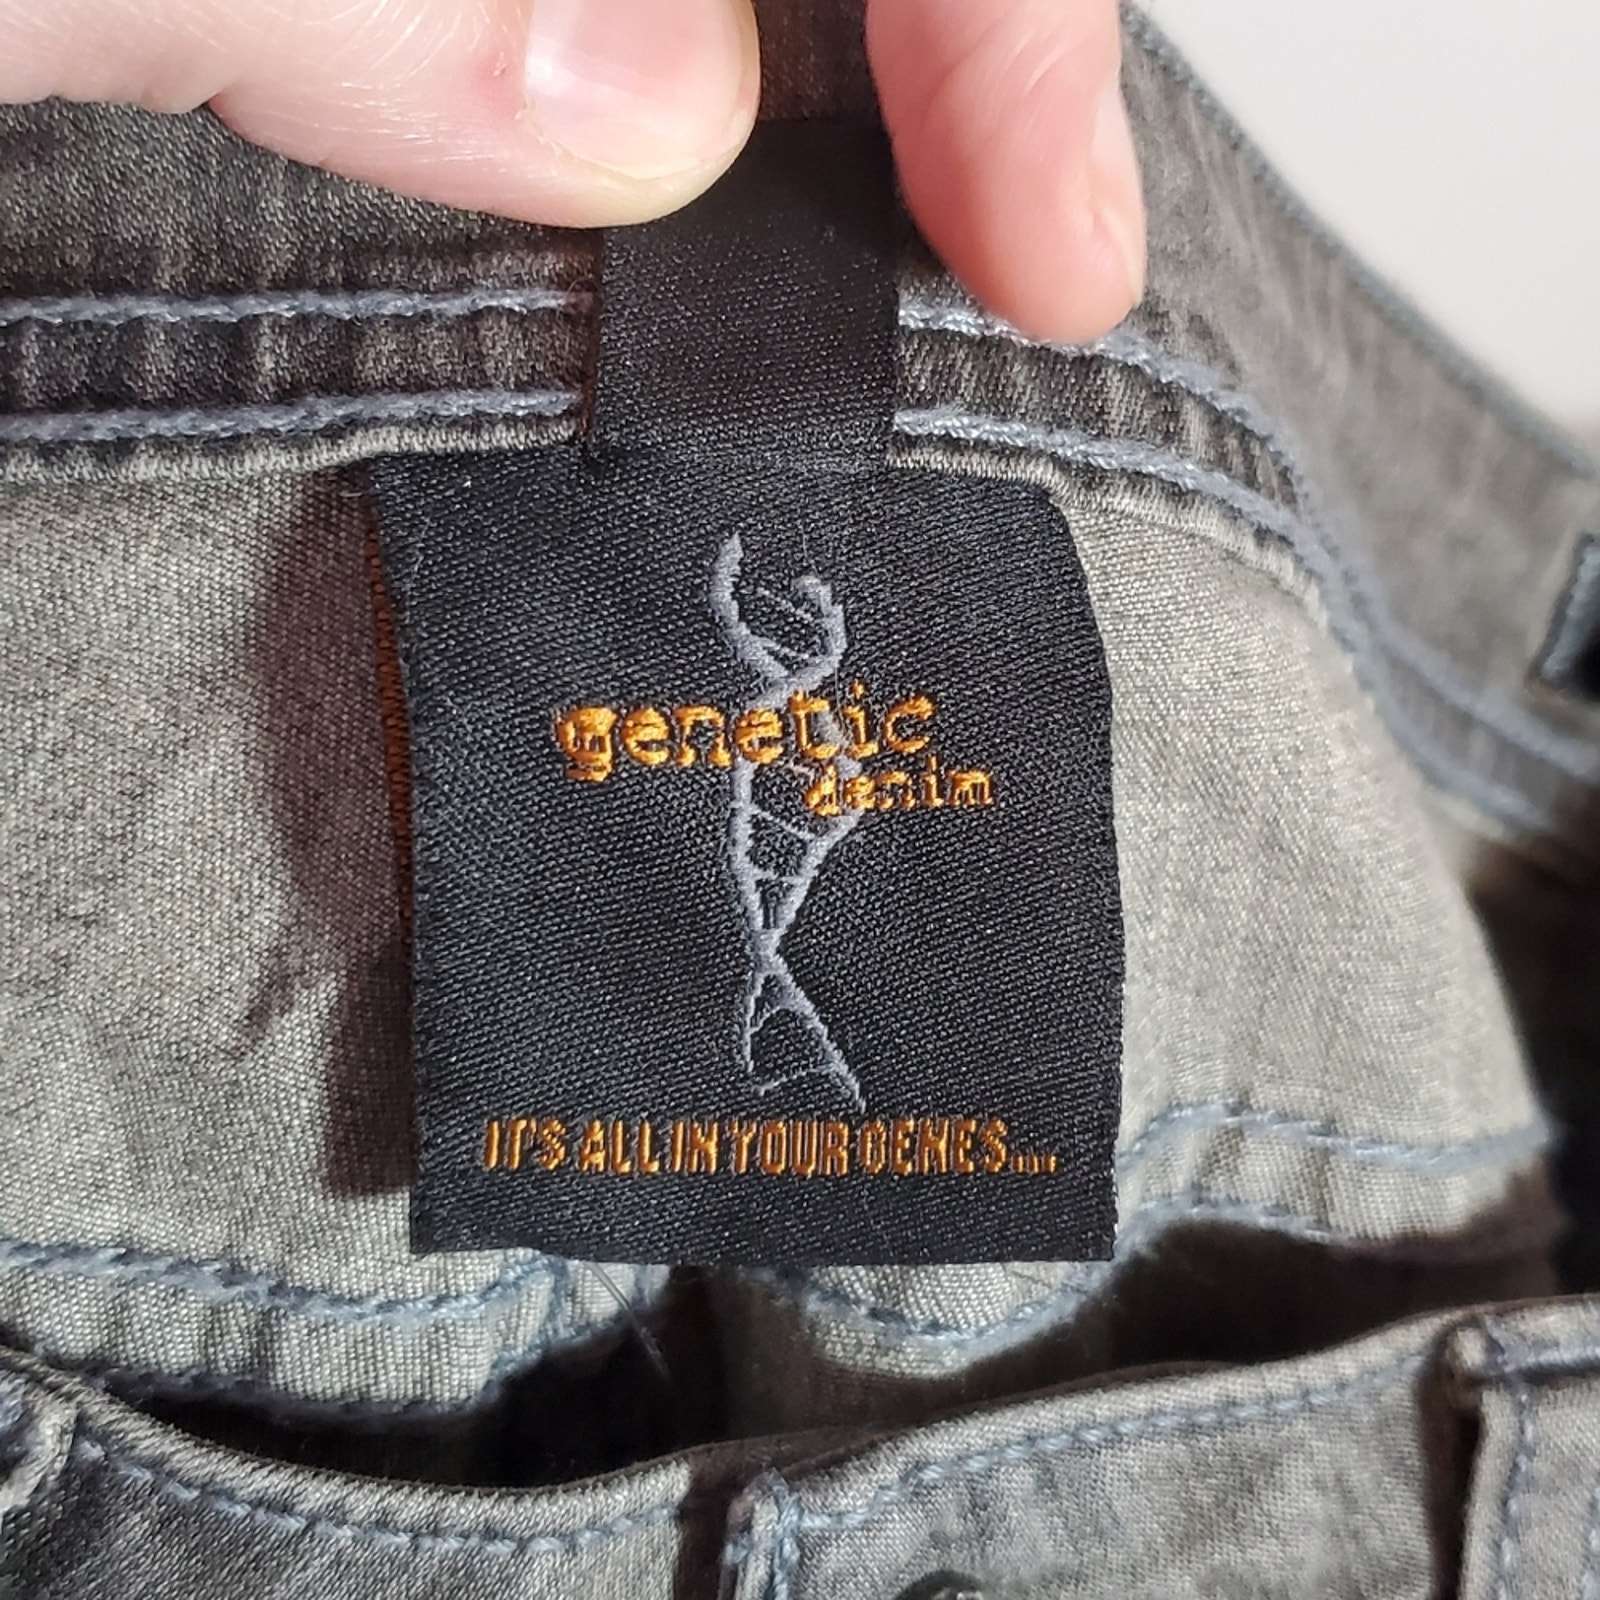 genetic
denim
IT'S ALL IN YOUR GENES...